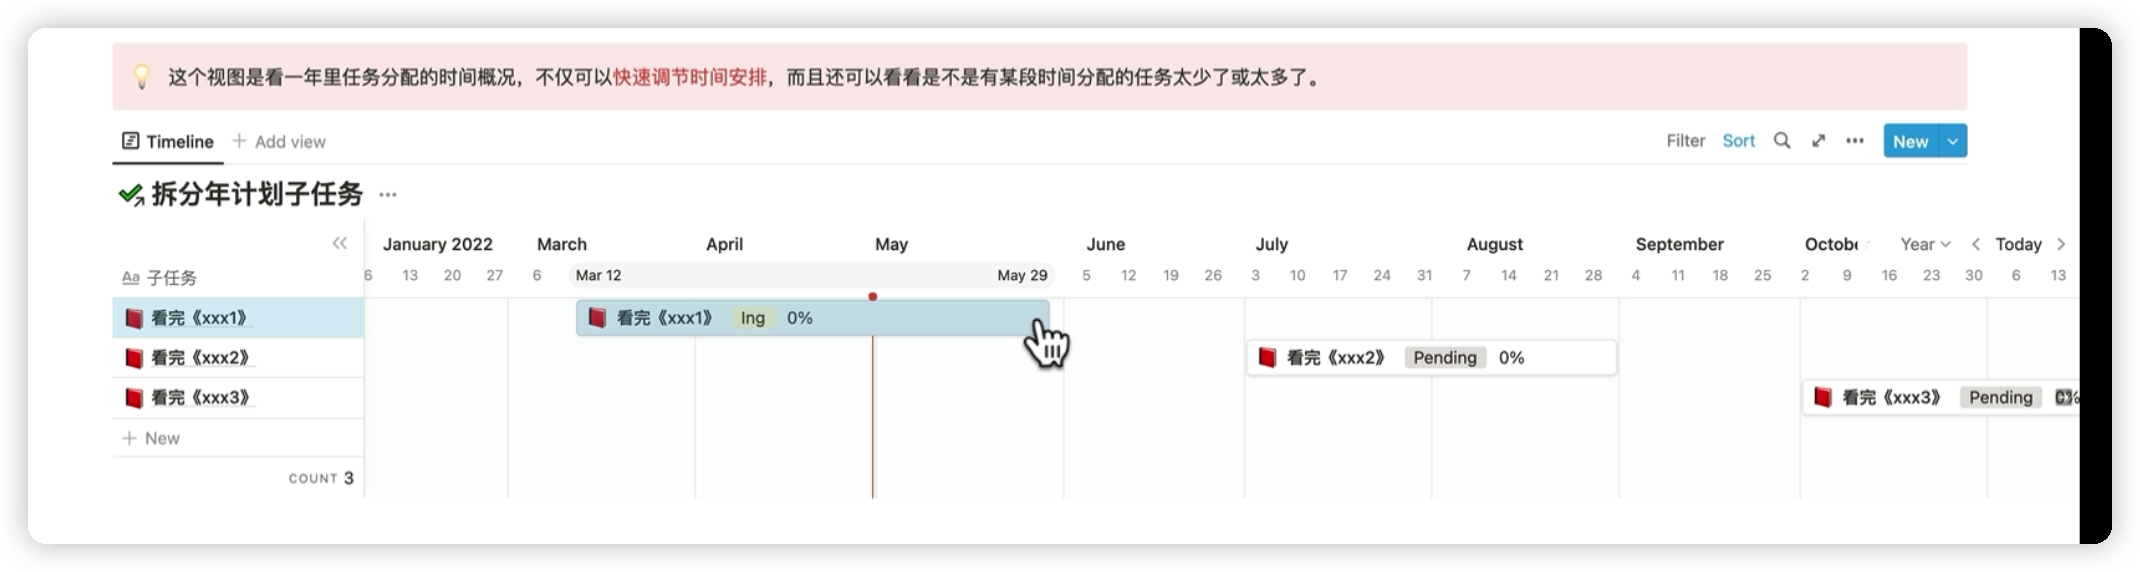 这个视图是看一年里任务分配的时间概况，不仅可以快速调节时间安排，而且还可以看看是不是有某段时间分配的任务太少了或太多了。
Timeline + Add view Filter Sort New
拆分年计划子任务
January 2022 March April May June July August September Octobe Year Today
Aa 子任务 6 13 20 27 6 Mar 12 May 29 5 12 19 26 3 10 17 24 31 7 14 21 28 4 11 18 25 2 9 16 23 30 6 13
看完《xxx1》 看完《xxx1》 Ing 0%
看完《xxx2》 看完《xxx2》 Pending 0%
看完《xxx3》 看完《xxx3》 Pending 0%
+ New
COUNT 3